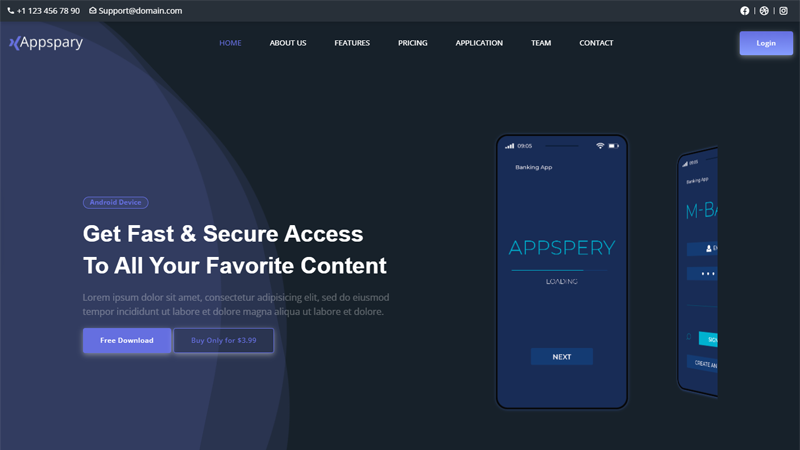 +1 123 456 78 90
Support@domain.com
Appspary
HOME
ABOUT US
FEATURES
PRICING
APPLICATION
TEAM
CONTACT
Login
Android Device
Get Fast & Secure Access
To All Your Favorite Content
Lorem ipsum dolor sit amet, consectetur adipisicing elit, sed do eiusmod
tempor incididunt ut labore et dolore magna aliqua ut labore et dolore.
Free Download
Buy Only for $3.99
09:05
Banking App
APPSPERY
LOADING
NEXT
09:05
Banking App
M-BA
SIGN
CREATE AN